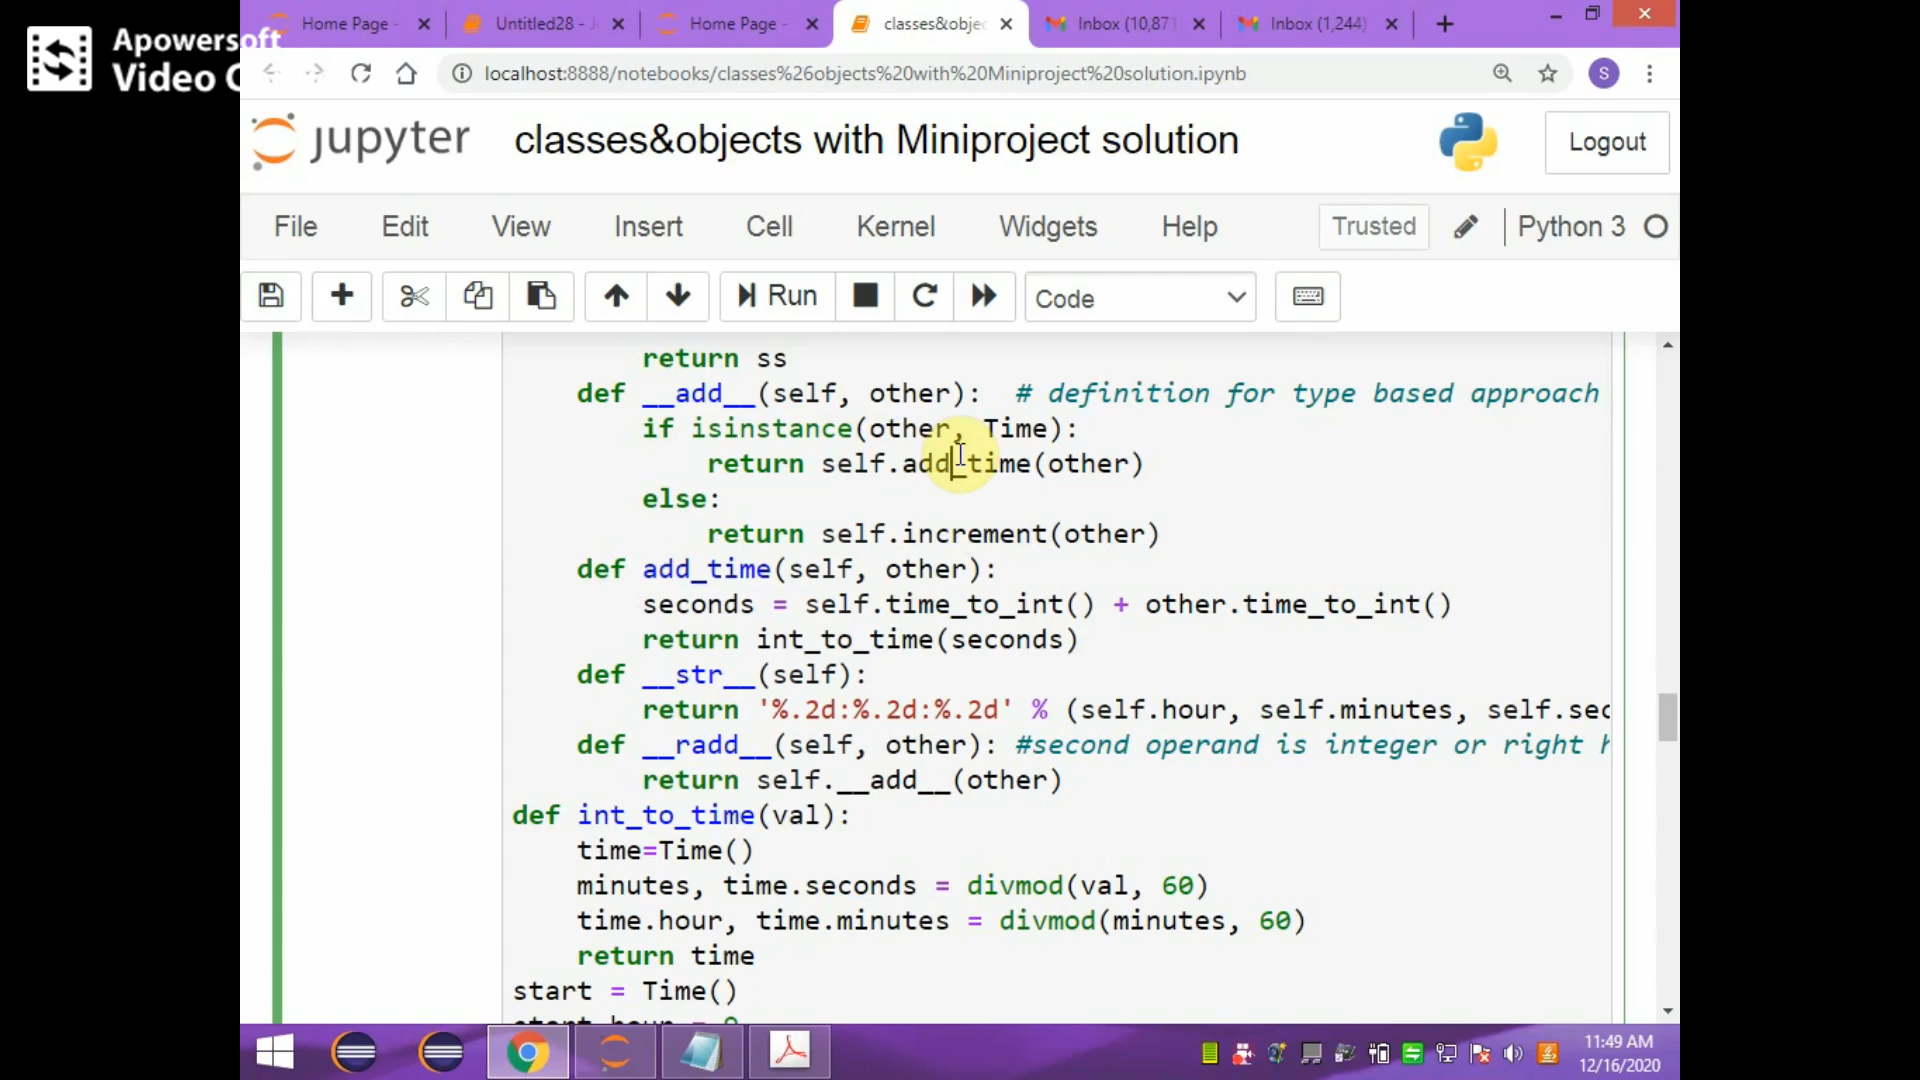 Apowersoft
Video C
Home Page -
Untitled28 - J
Home Page -
classes&objec
Inbox (10,871
Inbox (1,244)
localhost:8888/notebooks/classes%26objects%20with%20Miniproject%20solution.ipynb
S
jupyter
classes&objects with Miniproject solution
Logout
File Edit View Insert Cell Kernel Widgets Help
Trusted
Python 3
Run
Code
return ss
def __add__(self, other):  # definition for type based approach
if isinstance(other, Time):
return self.add_time(other)
else:
return self.increment(other)
def add_time(self, other):
seconds = self.time_to_int() + other.time_to_int()
return int_to_time(seconds)
def __str__(self):
return '%.2d:%.2d:%.2d' % (self.hour, self.minutes, self.sec
def __radd__(self, other): #second operand is integer or right h
return self.__add__(other)
def int_to_time(val):
time=Time()
minutes, time.seconds = divmod(val, 60)
time.hour, time.minutes = divmod(minutes, 60)
return time
start = Time()
11:49 AM
12/16/2020